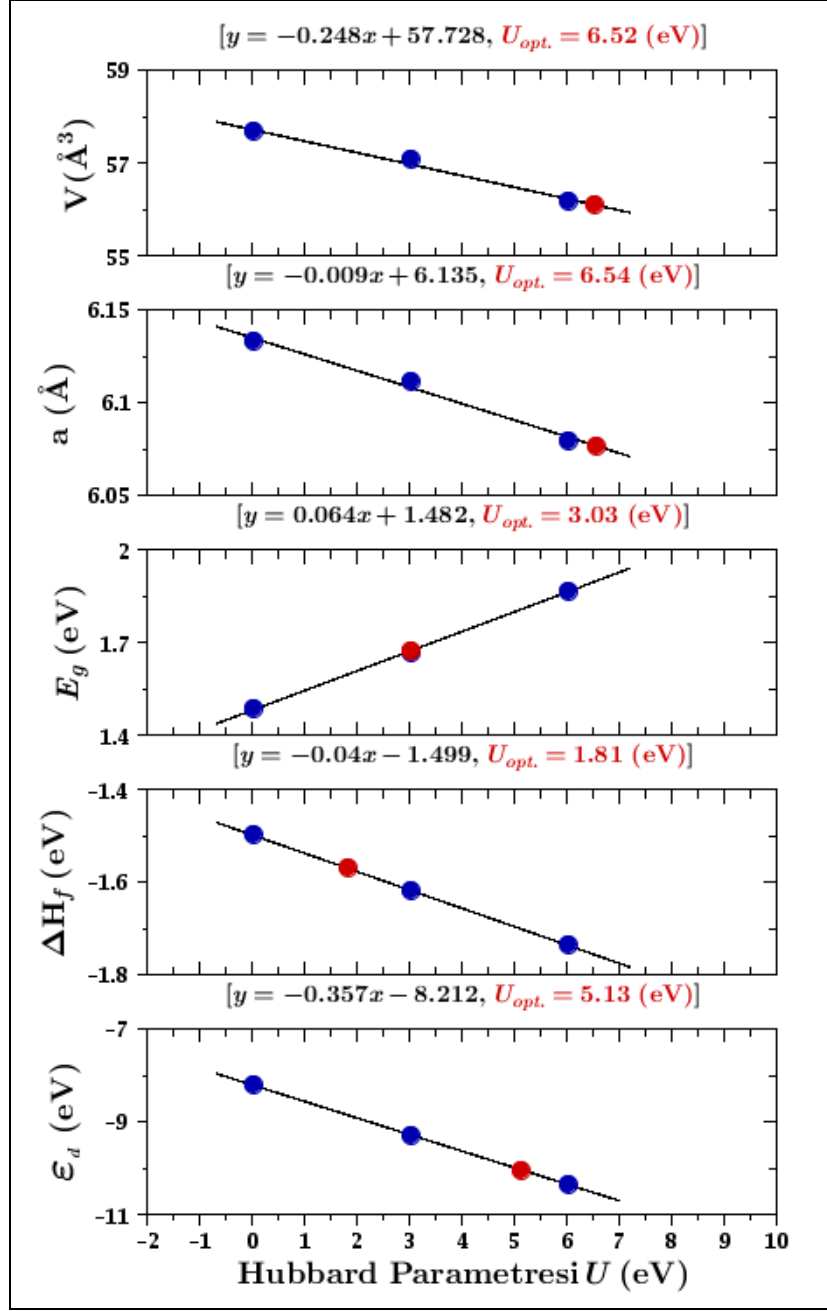 [y = −0.248x + 57.728, U_opt. = 6.52 (eV)]
59
57
55
V(Å³)
[y = −0.009x + 6.135, U_opt. = 6.54 (eV)]
6.15
6.1
6.05
a (Å)
[y = 0.064x + 1.482, U_opt. = 3.03 (eV)]
2
1.7
1.4
E_g (eV)
[y = −0.04x − 1.499, U_opt. = 1.81 (eV)]
−1.4
−1.6
−1.8
ΔH_f (eV)
[y = −0.357x − 8.212, U_opt. = 5.13 (eV)]
−7
−9
−11
ε_d (eV)
−2 −1 0 1 2 3 4 5 6 7 8 9 10
Hubbard Parametresi U (eV)